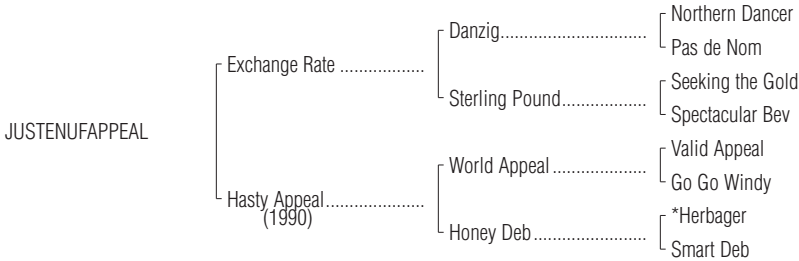 Northern Dancer
Danzig..............................
Pas de Nom
Exchange Rate .................
Seeking the Gold
Sterling Pound.................
Spectacular Bev
JUSTENUFAPPEAL
Valid Appeal
World Appeal ...................
Go Go Windy
Hasty Appeal....................
(1990)
*Herbager
Honey Deb.......................
Smart Deb